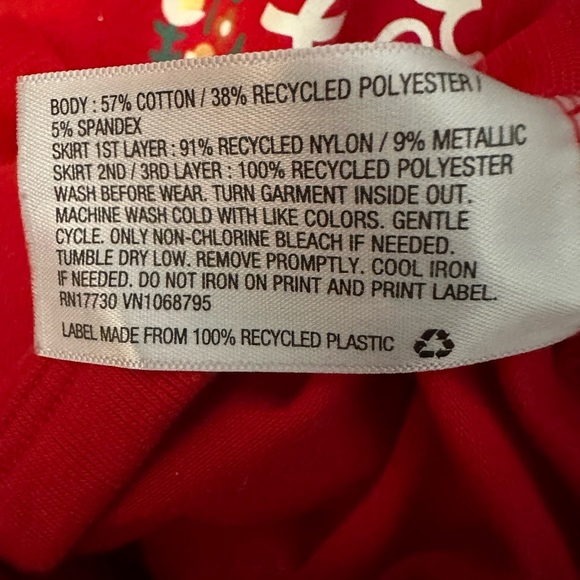 BODY : 57% COTTON / 38% RECYCLED POLYESTER /
5% SPANDEX
SKIRT 1ST LAYER : 91% RECYCLED NYLON / 9% METALLIC
SKIRT 2ND / 3RD LAYER : 100% RECYCLED POLYESTER
WASH BEFORE WEAR. TURN GARMENT INSIDE OUT.
MACHINE WASH COLD WITH LIKE COLORS. GENTLE
CYCLE. ONLY NON-CHLORINE BLEACH IF NEEDED.
TUMBLE DRY LOW. REMOVE PROMPTLY. COOL IRON
IF NEEDED. DO NOT IRON ON PRINT AND PRINT LABEL.
RN17730 VN1068795
LABEL MADE FROM 100% RECYCLED PLASTIC